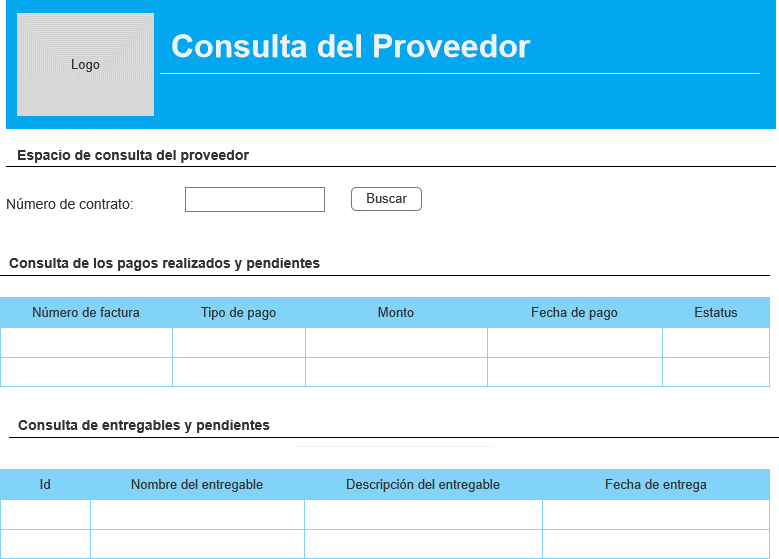 Logo
Consulta del Proveedor
Espacio de consulta del proveedor
Número de contrato: Buscar
Consulta de los pagos realizados y pendientes
Número de factura Tipo de pago Monto Fecha de pago Estatus
Consulta de entregables y pendientes
Id Nombre del entregable Descripción del entregable Fecha de entrega